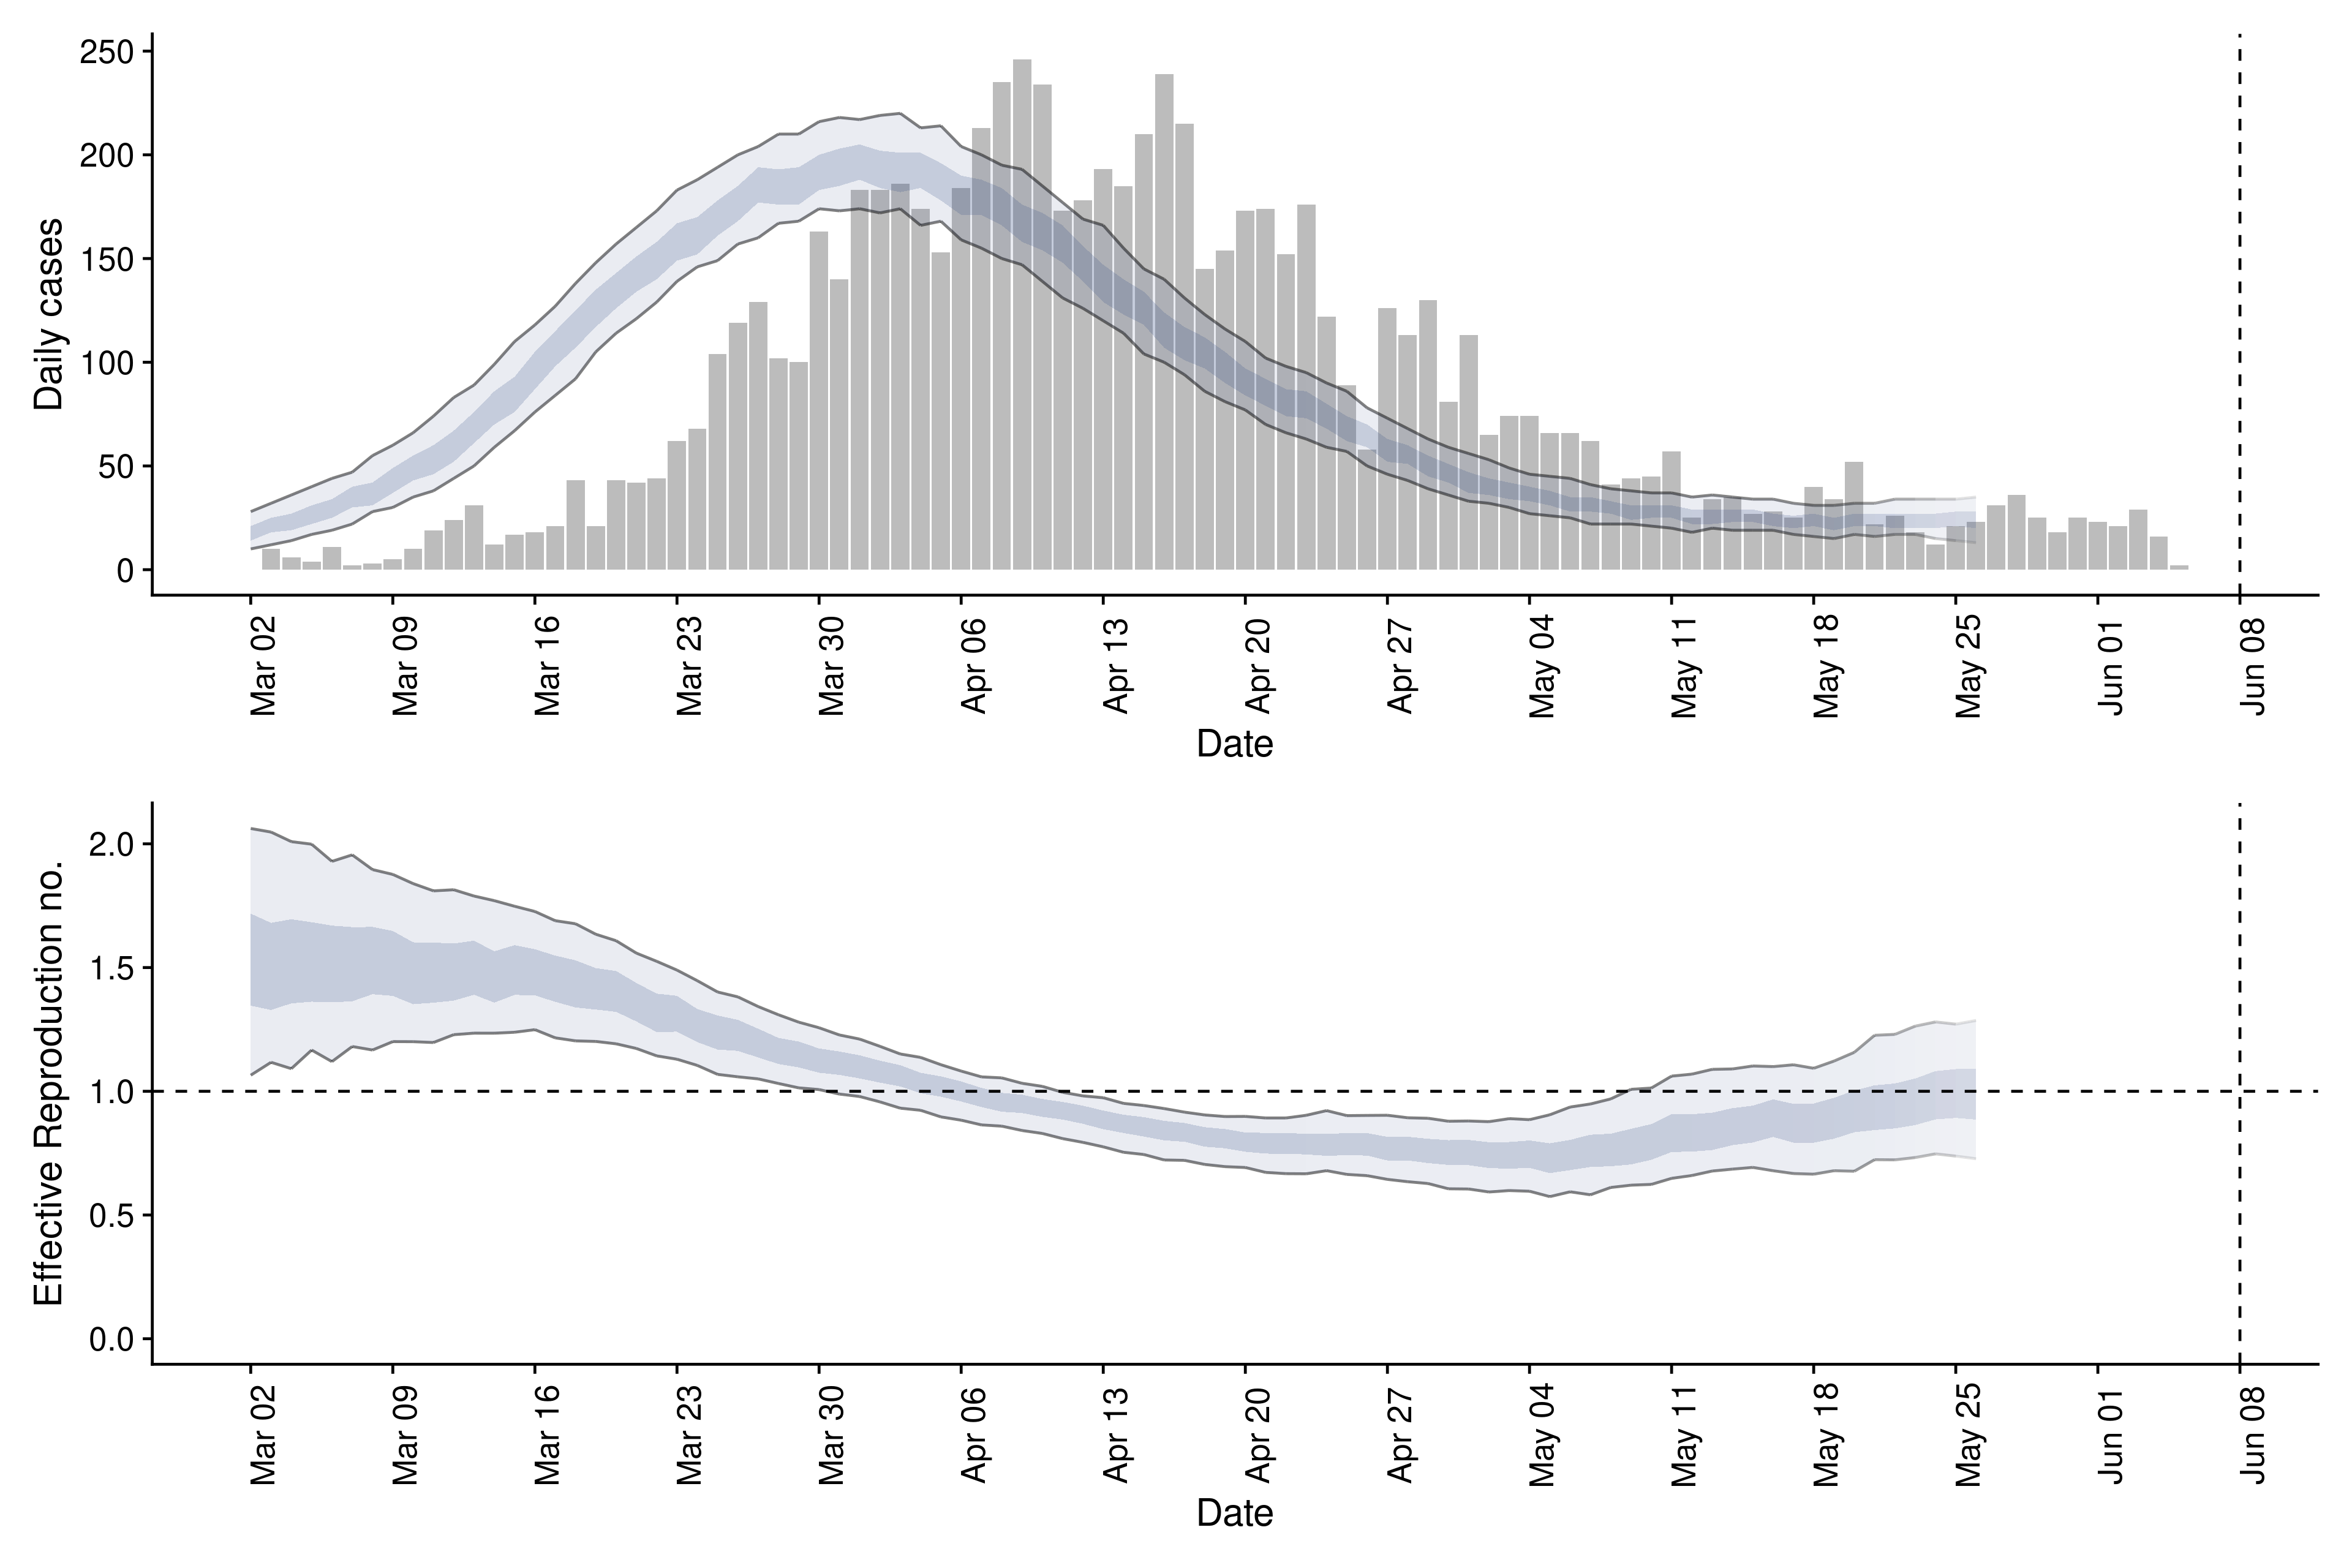 Daily cases
250
200
150
100
50
0
Mar 02
Mar 09
Mar 16
Mar 23
Mar 30
Apr 06
Apr 13
Apr 20
Apr 27
May 04
May 11
May 18
May 25
Jun 01
Jun 08
Date
Effective Reproduction no.
2.0
1.5
1.0
0.5
0.0
Mar 02
Mar 09
Mar 16
Mar 23
Mar 30
Apr 06
Apr 13
Apr 20
Apr 27
May 04
May 11
May 18
May 25
Jun 01
Jun 08
Date